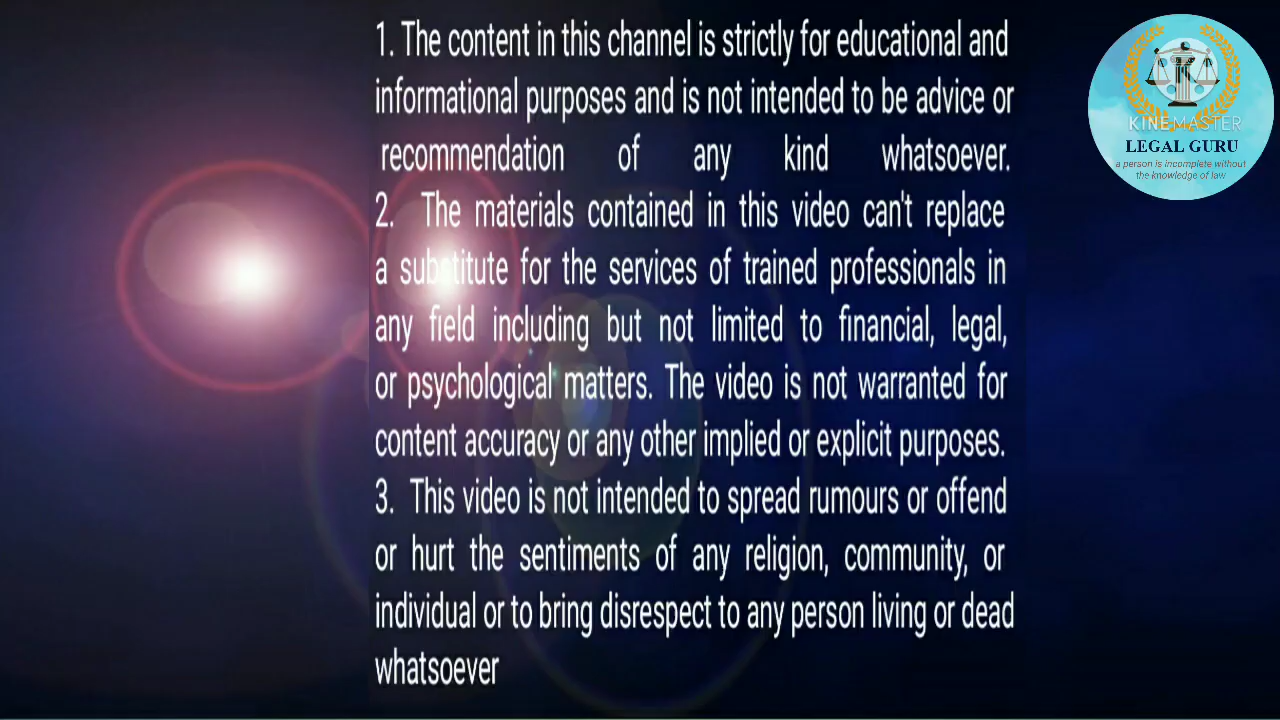 1. The content in this channel is strictly for educational and
informational purposes and is not intended to be advice or
recommendation of any kind whatsoever.
2. The materials contained in this video can't replace
a substitute for the services of trained professionals in
any field including but not limited to financial, legal,
or psychological matters. The video is not warranted for
content accuracy or any other implied or explicit purposes.
3. This video is not intended to spread rumours or offend
or hurt the sentiments of any religion, community, or
individual or to bring disrespect to any person living or dead
whatsoever
KINEMASTER
LEGAL GURU
a person is incomplete without
the knowledge of law